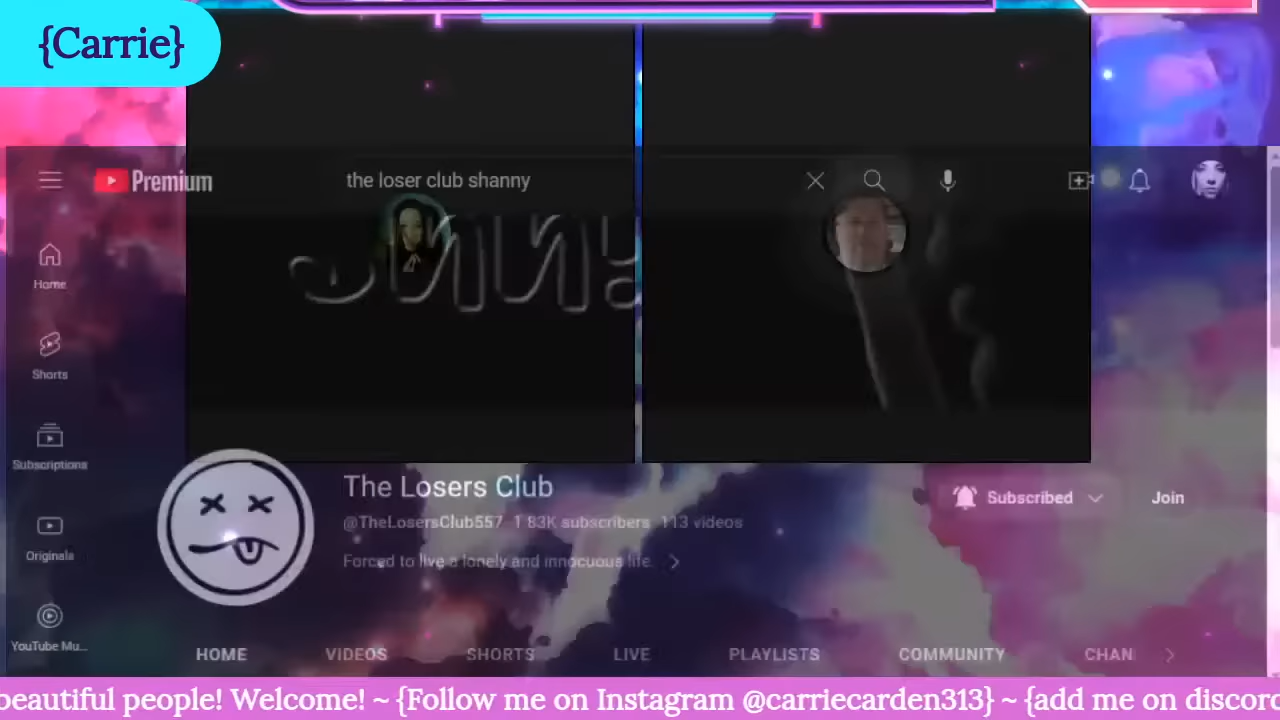 {Carrie}
Premium
the loser club shanny
Home
Shorts
Subscriptions
Originals
YouTube Mu...
The Losers Club
@TheLosersClub557 1.83K subscribers 113 videos
Forced to live a lonely and innocuous life.
Subscribed
Join
HOME VIDEOS SHORTS LIVE PLAYLISTS COMMUNITY CHAN
beautiful people! Welcome! ~ {Follow me on Instagram @carriecarden313} ~ {add me on discord